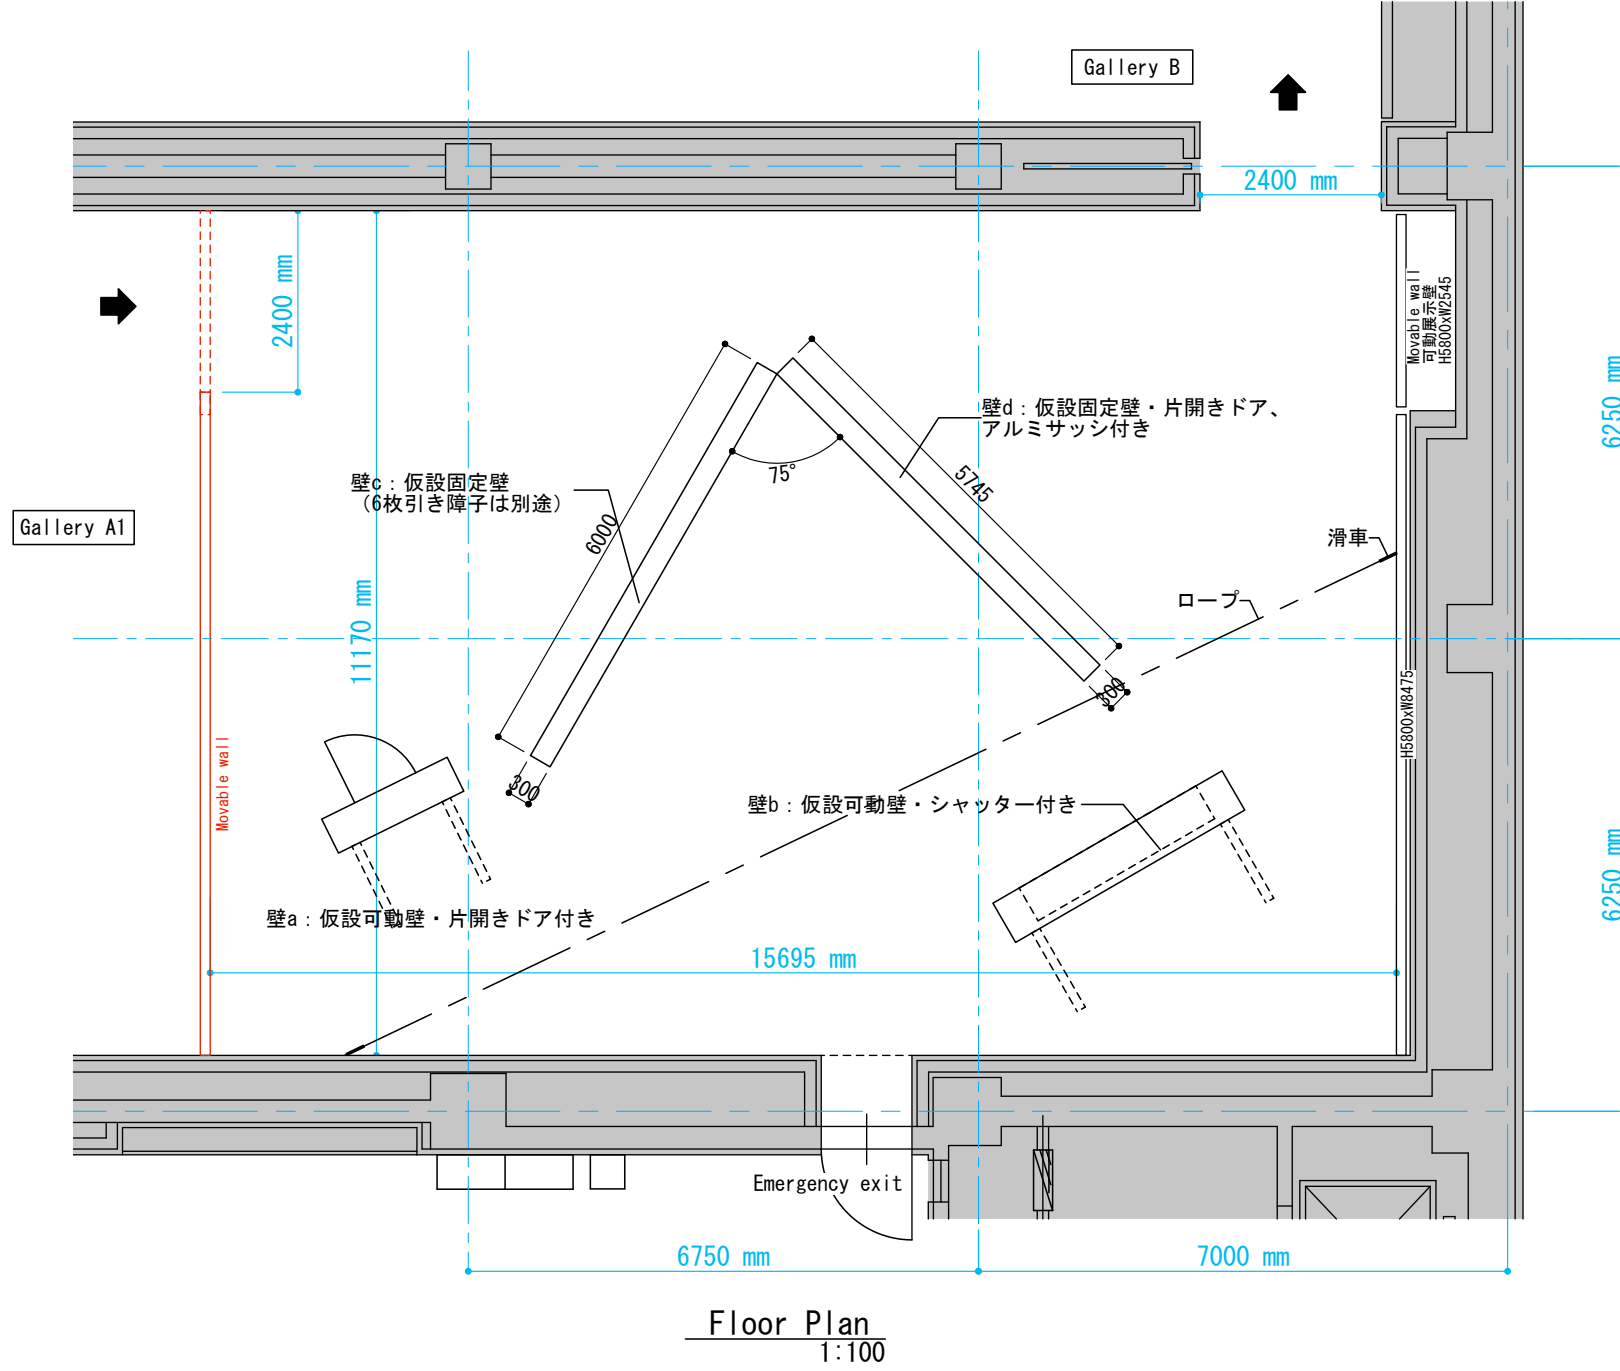 Gallery B
2400 mm
2400 mm
Movable wall
可動展示壁
H5800xW2545
6250 mm
壁d：仮設固定壁・片開きドア、
アルミサッシ付き
75°
5745
壁c：仮設固定壁
（6枚引き障子は別途）
6000
Gallery A1
滑車
ロープ
11170 mm
300
H5800xW8475
Movable wall
300
壁b：仮設可動壁・シャッター付き
6250 mm
壁a：仮設可動壁・片開きドア付き
15695 mm
Emergency exit
6750 mm
7000 mm
Floor Plan
1:100